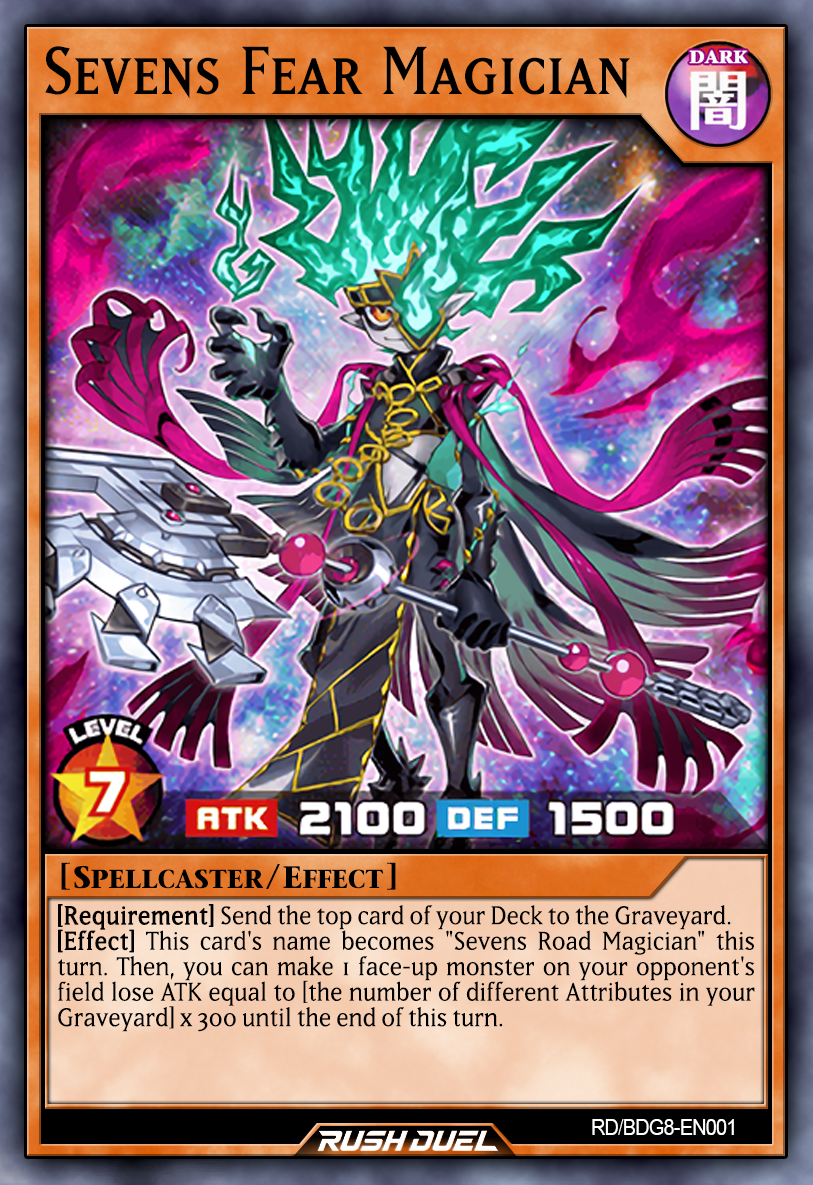 Sevens Fear Magician
DARK
闇
LEVEL
7
ATK 2100 DEF 1500
[Spellcaster/Effect]
[Requirement] Send the top card of your Deck to the Graveyard.
[Effect] This card's name becomes "Sevens Road Magician" this
turn. Then, you can make 1 face-up monster on your opponent's
field lose ATK equal to [the number of different Attributes in your
Graveyard] x 300 until the end of this turn.
RD/BDG8-EN001
RUSH DUEL